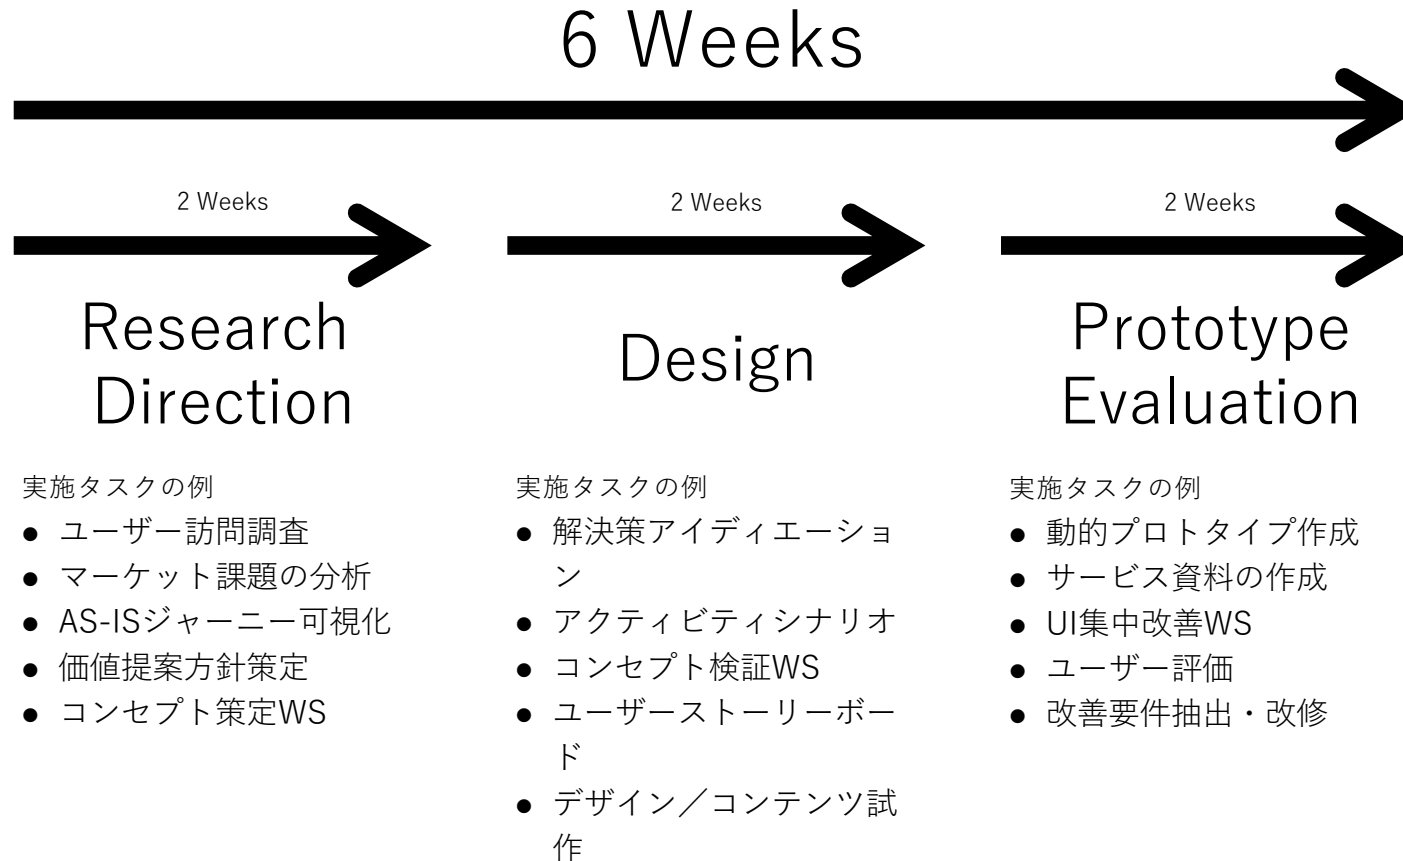 6 Weeks
2 Weeks
2 Weeks
2 Weeks
Research
Direction
Design
Prototype
Evaluation
実施タスクの例
● ユーザー訪問調査
● マーケット課題の分析
● AS-ISジャーニー可視化
● 価値提案方針策定
● コンセプト策定WS
実施タスクの例
● 解決策アイディエーショ
ン
● アクティビティシナリオ
● コンセプト検証WS
● ユーザーストーリーボー
ド
● デザイン／コンテンツ試
作
実施タスクの例
● 動的プロトタイプ作成
● サービス資料の作成
● UI集中改善WS
● ユーザー評価
● 改善要件抽出・改修